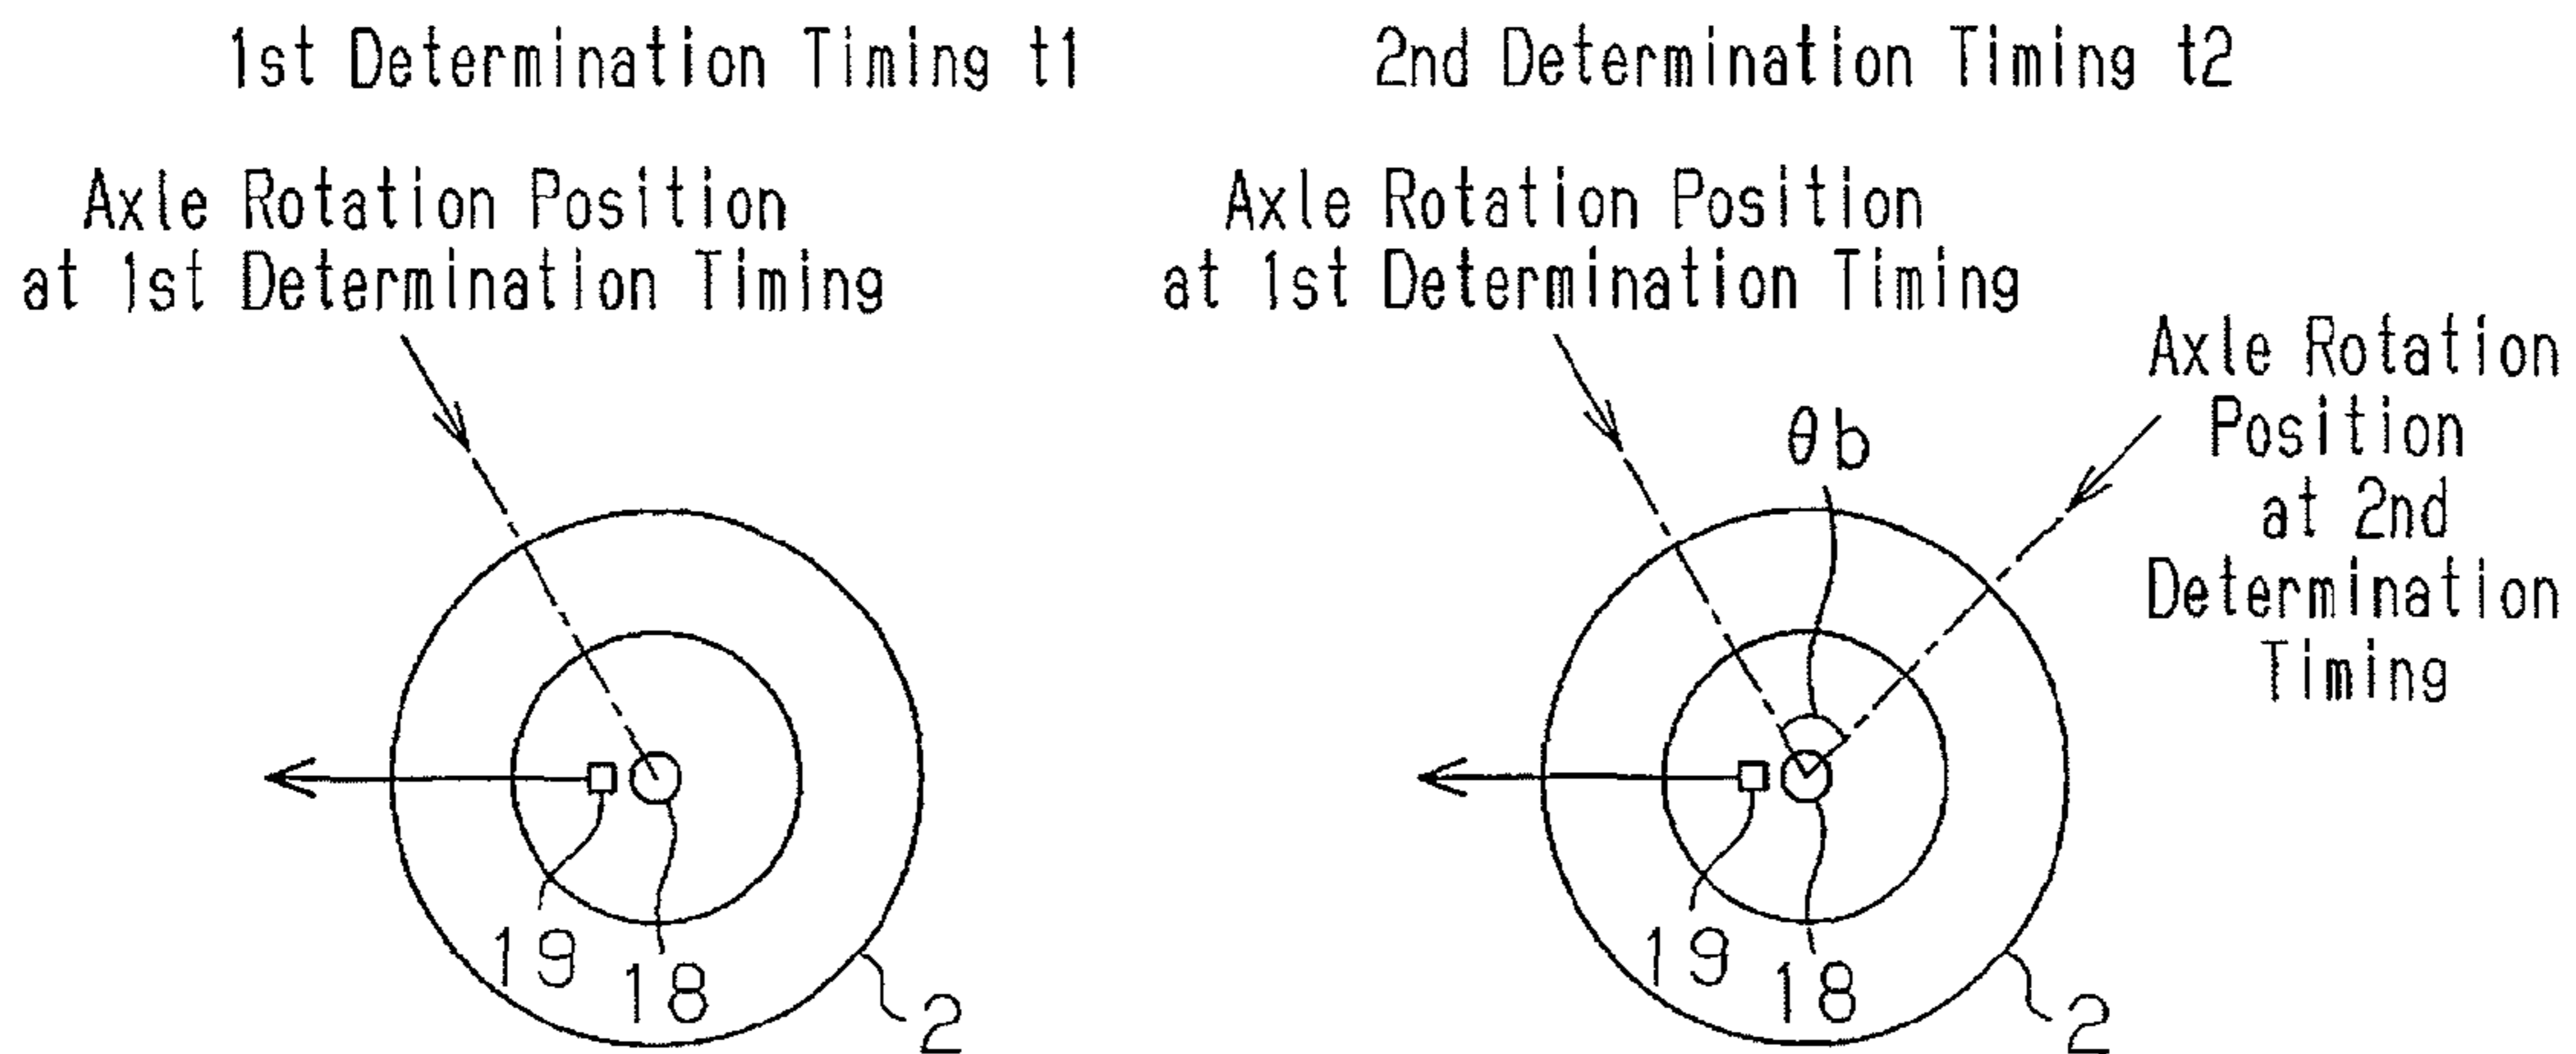 1st Determination Timing t1
Axle Rotation Position
at 1st Determination Timing
19
18
2
2nd Determination Timing t2
Axle Rotation Position
at 1st Determination Timing
Axle Rotation
Position
at 2nd
Determination
Timing
θb
19
18
2